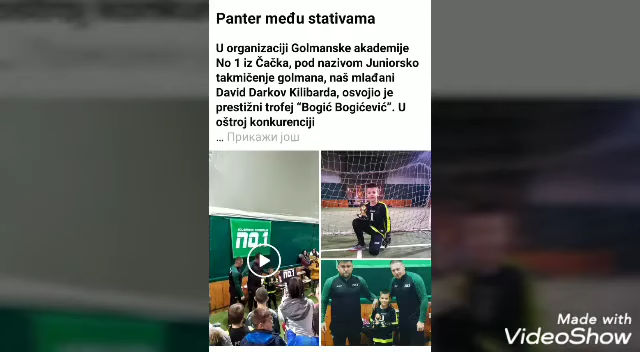 Panter među stativama
U organizaciji Golmanske akademije
No 1 iz Čačka, pod nazivom Juniorsko
takmičenje golmana, naš mlađani
David Darkov Kilibarda, osvojio je
prestižni trofej “Bogić Bogićević”. U
oštroj konkurenciji
... Прикажи још
no.1
Made with
VideoShow